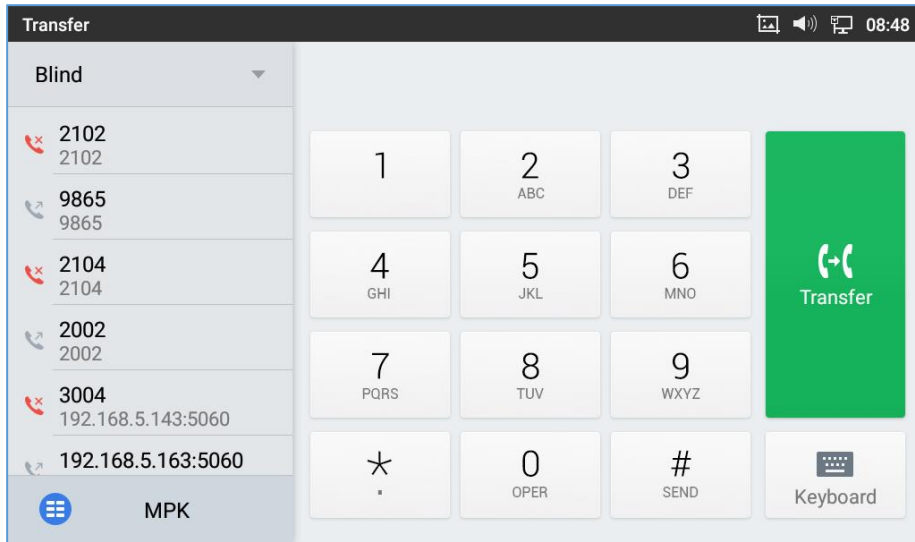 Transfer
08:48
Blind
2102
2102
9865
9865
2104
2104
2002
2002
3004
192.168.5.143:5060
192.168.5.163:5060
MPK
1
2
ABC
3
DEF
4
GHI
5
JKL
6
MNO
7
PQRS
8
TUV
9
WXYZ
*
.
0
OPER
#
SEND
Transfer
Keyboard